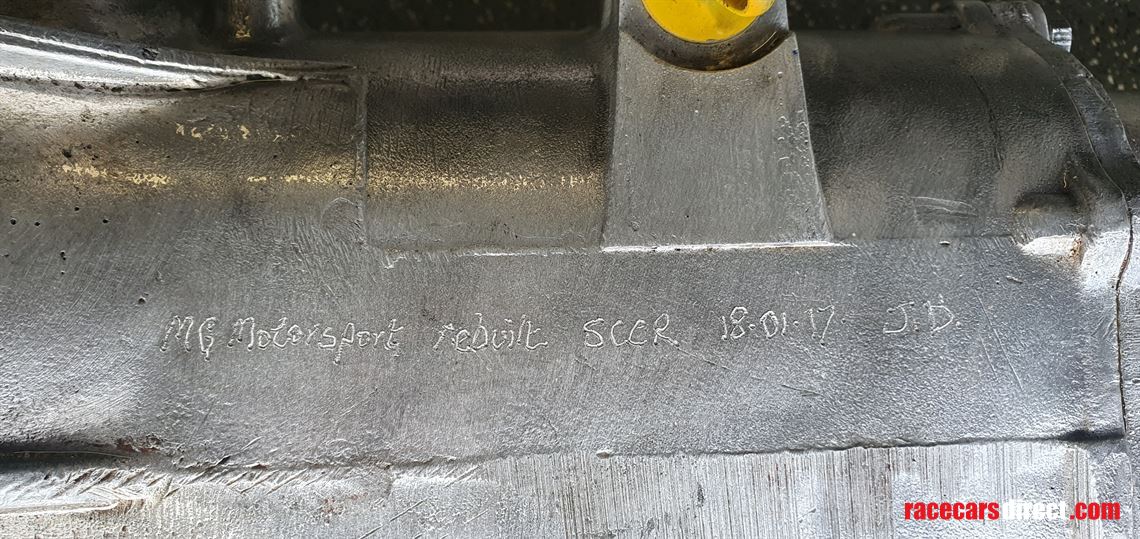 MG Motorsport rebuilt SCCR 18.01.17 J.D.
racecarsdirect.com